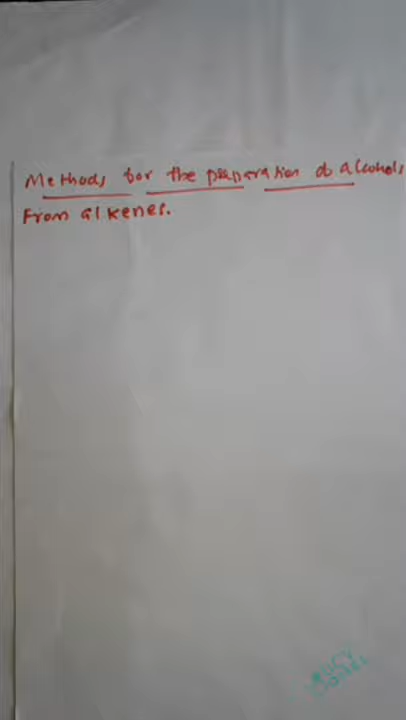 Methods for the preparation of alcohols
From alkenes.